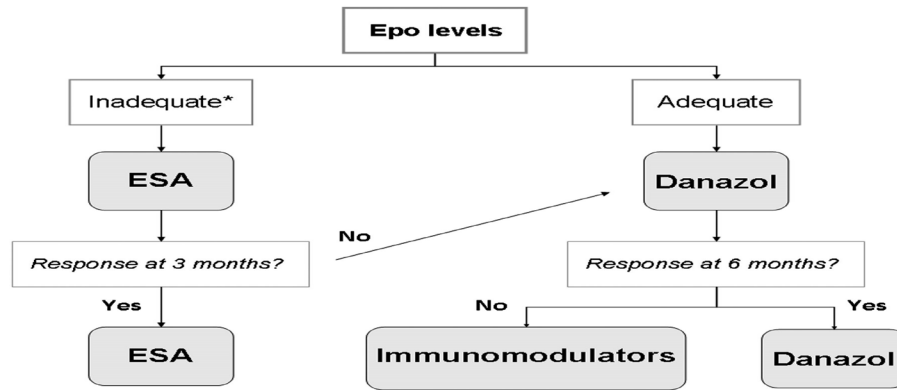 Epo levels
Inadequate*
Adequate
ESA
Danazol
No
Response at 3 months?
Response at 6 months?
Yes
No
Yes
ESA
Immunomodulators
Danazol